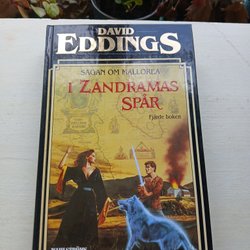 DAVID
EDDINGS
SAGAN OM MALLOREA
I ZANDRAMAS
SPÅR
Fjärde boken